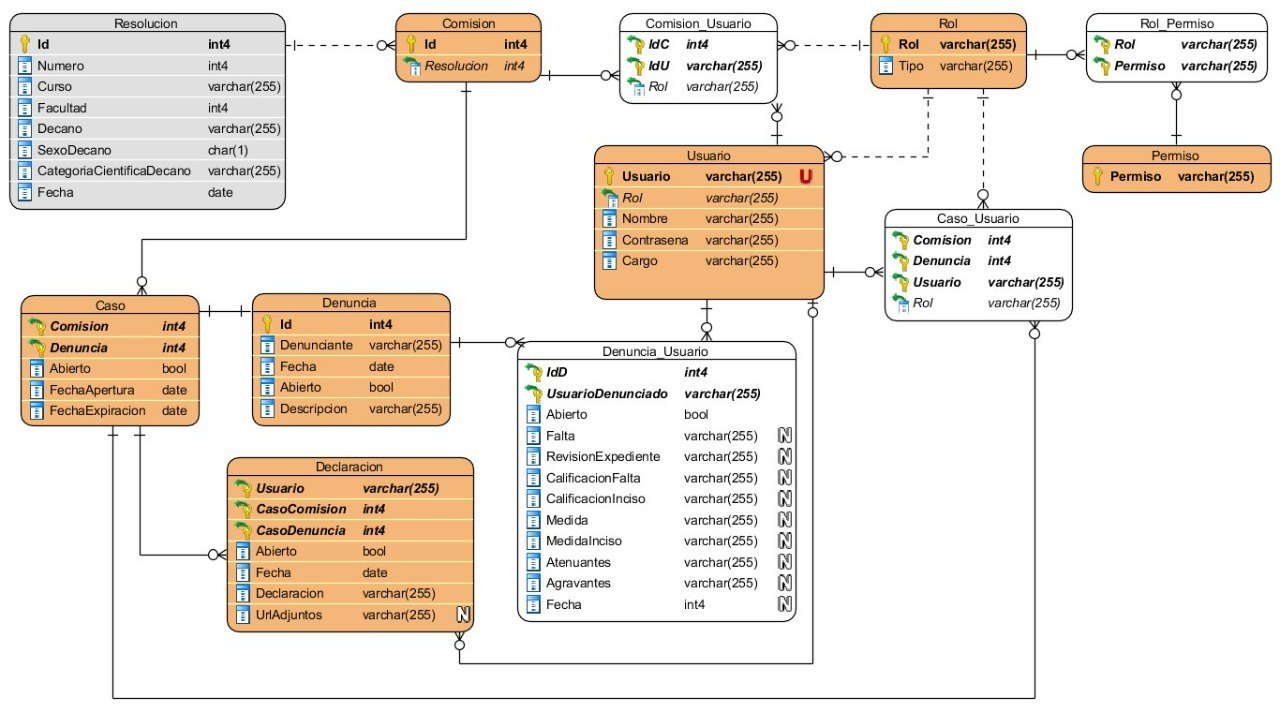 Resolucion
Id int4
Numero int4
Curso varchar(255)
Facultad int4
Decano varchar(255)
SexoDecano char(1)
CategoriaCientificaDecano varchar(255)
Fecha date
Comision
Id int4
Resolucion int4
Comision_Usuario
IdC int4
IdU varchar(255)
Rol varchar(255)
Rol
Rol varchar(255)
Tipo varchar(255)
Rol_Permiso
Rol varchar(255)
Permiso varchar(255)
Permiso
Permiso varchar(255)
Usuario
Usuario varchar(255) U
Rol varchar(255)
Nombre varchar(255)
Contrasena varchar(255)
Cargo varchar(255)
Caso_Usuario
Comision int4
Denuncia int4
Usuario varchar(255)
Rol varchar(255)
Caso
Comision int4
Denuncia int4
Abierto bool
FechaApertura date
FechaExpiracion date
Denuncia
Id int4
Denunciante varchar(255)
Fecha date
Abierto bool
Descripcion varchar(255)
Denuncia_Usuario
IdD int4
UsuarioDenunciado varchar(255)
Abierto bool
Falta varchar(255) N
RevisionExpediente varchar(255) N
CalificacionFalta varchar(255) N
CalificacionInciso varchar(255) N
Medida varchar(255) N
MedidaInciso varchar(255) N
Atenuantes varchar(255) N
Agravantes varchar(255) N
Fecha int4 N
Declaracion
Usuario varchar(255)
CasoComision int4
CasoDenuncia int4
Abierto bool
Fecha date
Declaracion varchar(255)
UrlAdjuntos varchar(255) N